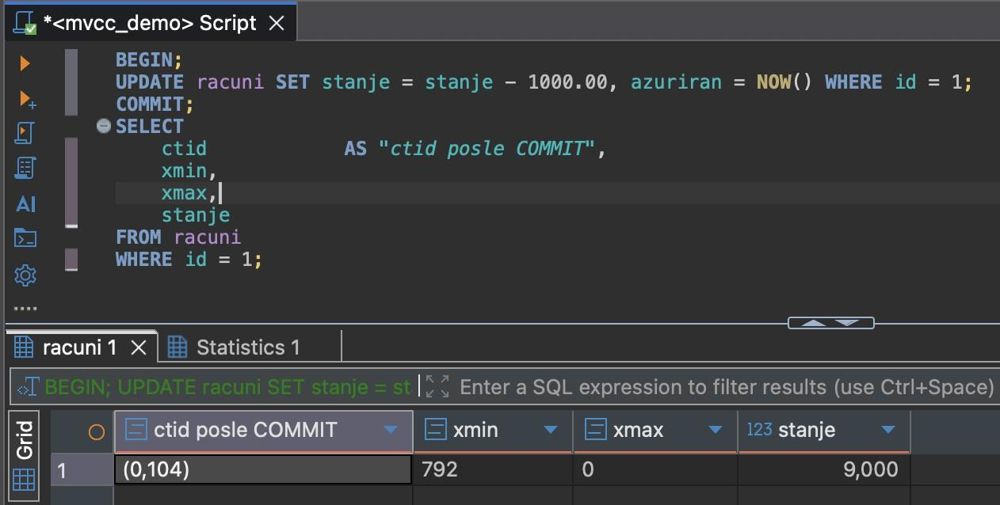 *<mvcc_demo> Script
BEGIN;
UPDATE racuni SET stanje = stanje - 1000.00, azuriran = NOW() WHERE id = 1;
COMMIT;
SELECT
ctid AS "ctid posle COMMIT",
xmin,
xmax,
stanje
FROM racuni
WHERE id = 1;
AI
racuni 1
Statistics 1
BEGIN; UPDATE racuni SET stanje = st Enter a SQL expression to filter results (use Ctrl+Space)
Grid
ctid posle COMMIT xmin xmax 123 stanje
1 (0,104) 792 0 9,000